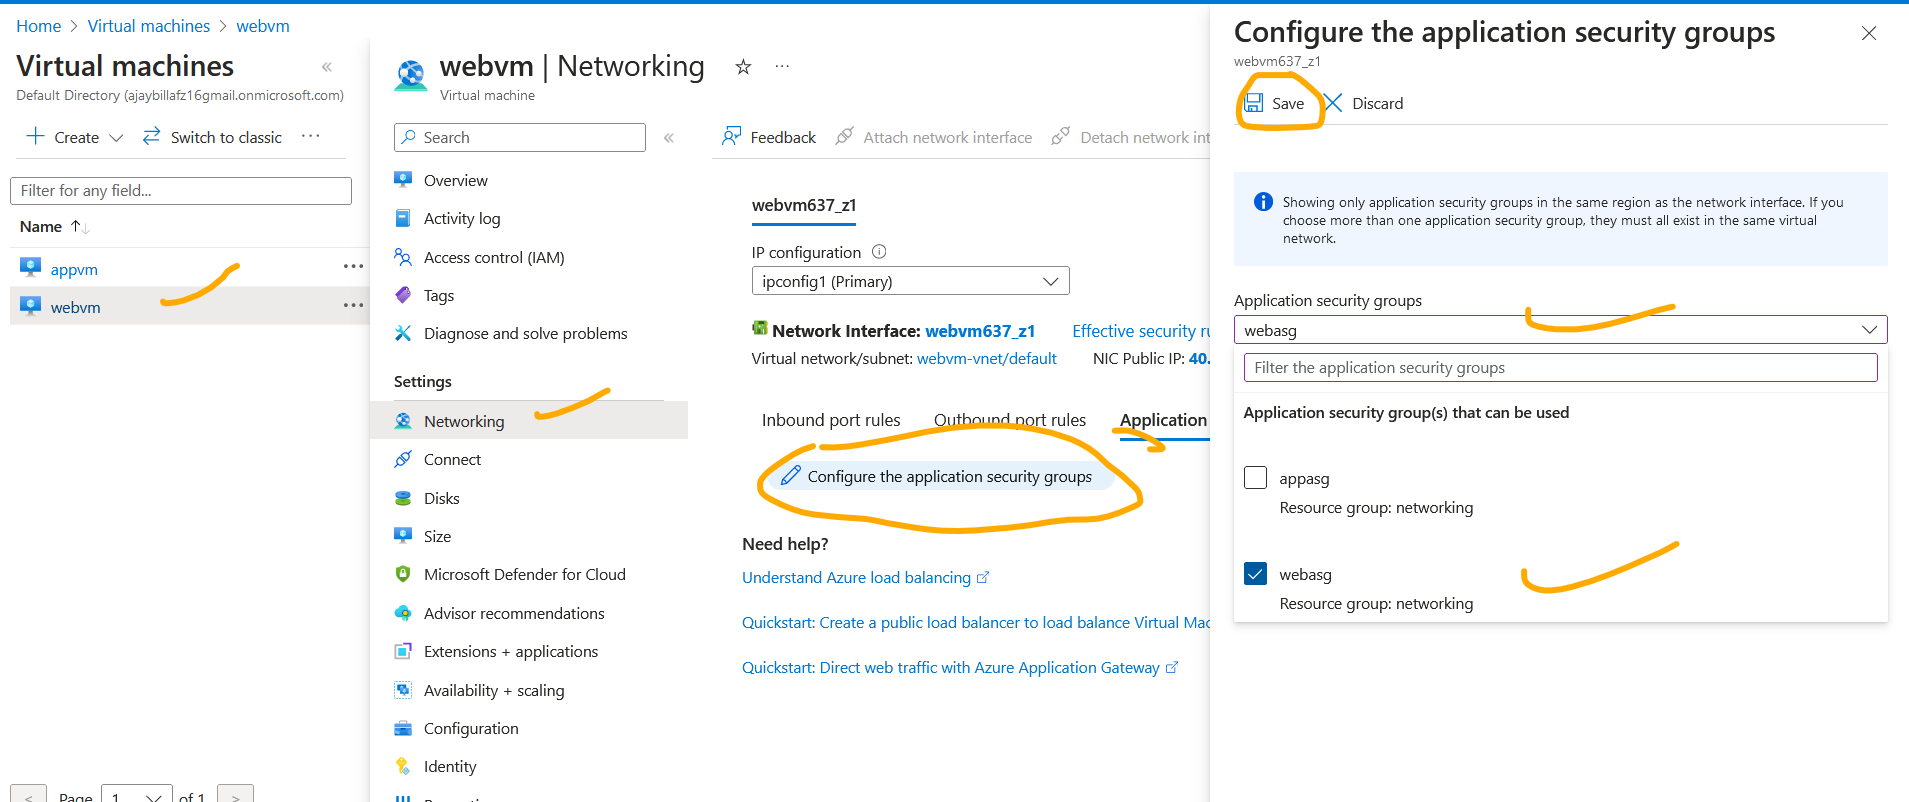 Home > Virtual machines > webvm
Virtual machines
«
Default Directory (ajaybillafz16gmail.onmicrosoft.com)
+ Create
Switch to classic
...
Filter for any field...
Name ↑↓
appvm ...
webvm ...
< Page 1 of 1 >
webvm | Networking
...
Virtual machine
Search
«
Overview
Activity log
Access control (IAM)
Tags
Diagnose and solve problems
Settings
Networking
Connect
Disks
Size
Microsoft Defender for Cloud
Advisor recommendations
Extensions + applications
Availability + scaling
Configuration
Identity
Feedback
Attach network interface
Detach network int
webvm637_z1
IP configuration
ipconfig1 (Primary)
Network Interface: webvm637_z1
Effective security ru
Virtual network/subnet: webvm-vnet/default
NIC Public IP: 40.
Inbound port rules
Outbound port rules
Application
Configure the application security groups
Need help?
Understand Azure load balancing
Quickstart: Create a public load balancer to load balance Virtual Mac
Quickstart: Direct web traffic with Azure Application Gateway
Configure the application security groups
webvm637_z1
Save
Discard
Showing only application security groups in the same region as the network interface. If you
choose more than one application security group, they must all exist in the same virtual
network.
Application security groups
webasg
Filter the application security groups
Application security group(s) that can be used
appasg
Resource group: networking
webasg
Resource group: networking